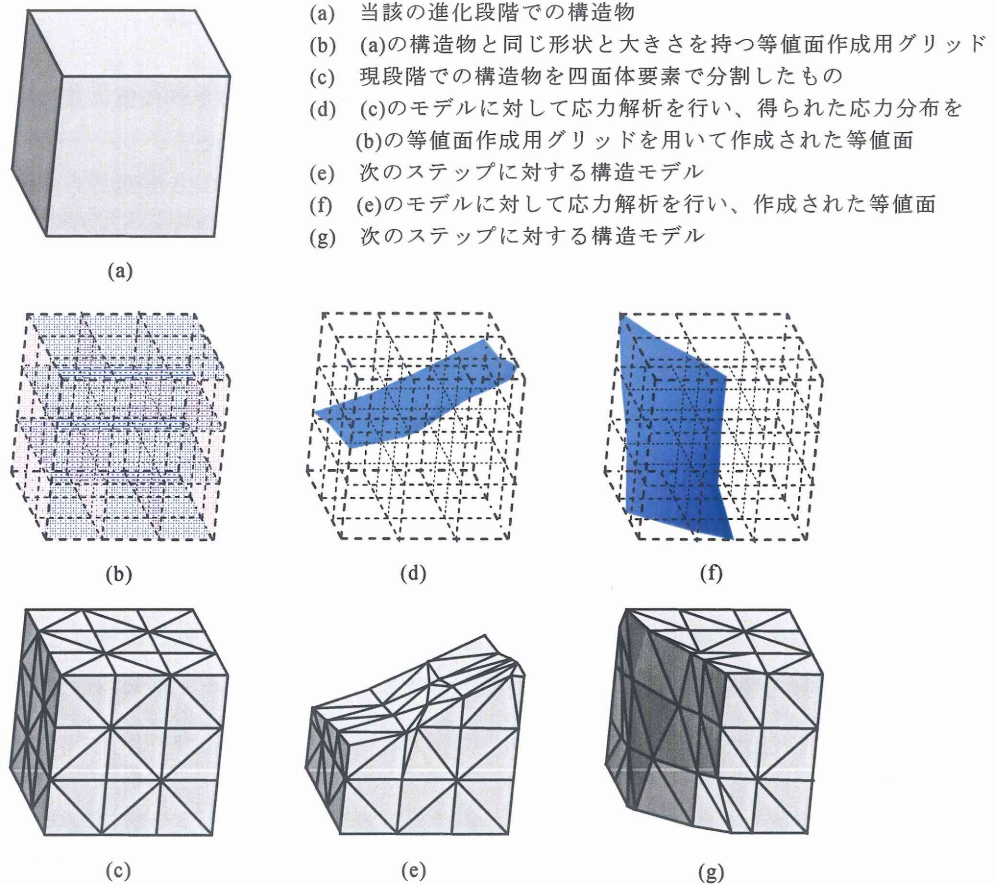 (a) 当該の進化段階での構造物
(b) (a)の構造物と同じ形状と大きさを持つ等値面作成用グリッド
(c) 現段階での構造物を四面体要素で分割したもの
(d) (c)のモデルに対して応力解析を行い、得られた応力分布を
(b)の等値面作成用グリッドを用いて作成された等値面
(e) 次のステップに対する構造モデル
(f) (e)のモデルに対して応力解析を行い、作成された等値面
(g) 次のステップに対する構造モデル
(a)
(b)
(d)
(f)
(c)
(e)
(g)